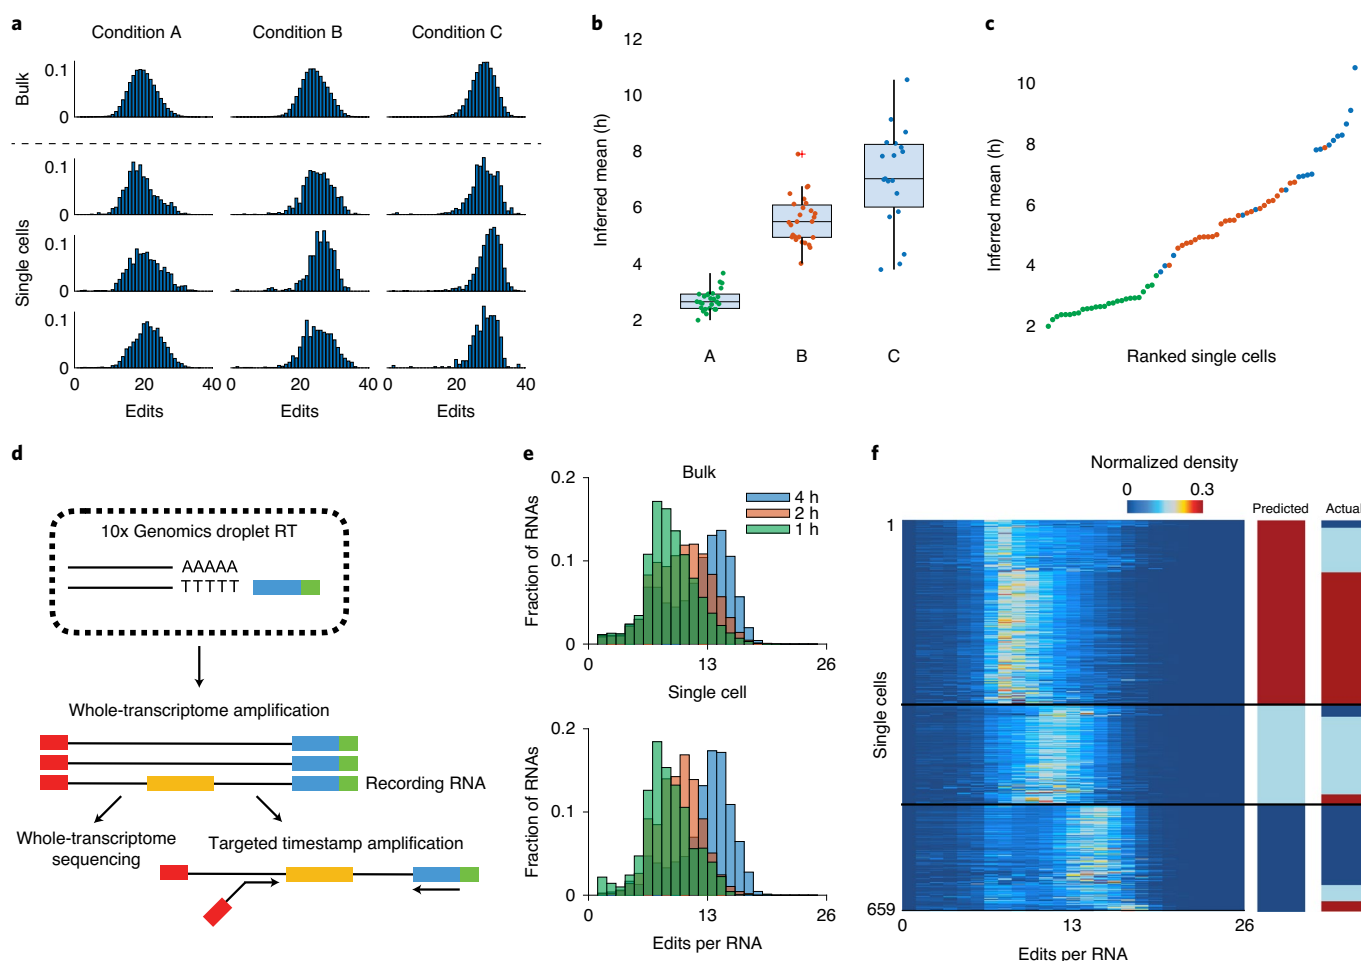 a
Condition A
Condition B
Condition C
Bulk
0.1
0
Single cells
0.1
0
0.1
0
0.1
0
0
20
40
0
20
40
0
20
40
Edits
Edits
Edits
b
Inferred mean (h)
12
10
8
6
4
2
A
B
C
c
Inferred mean (h)
10
8
6
4
2
Ranked single cells
d
10x Genomics droplet RT
AAAAA
TTTTT
Whole-transcriptome amplification
Recording RNA
Whole-transcriptome
sequencing
Targeted timestamp amplification
e
Bulk
Fraction of RNAs
0.2
0.1
0
4 h
2 h
1 h
0
13
26
Single cell
Fraction of RNAs
0.2
0.1
0
0
13
26
Edits per RNA
f
Normalized density
0
0.3
Predicted
Actual
1
Single cells
659
0
13
26
Edits per RNA